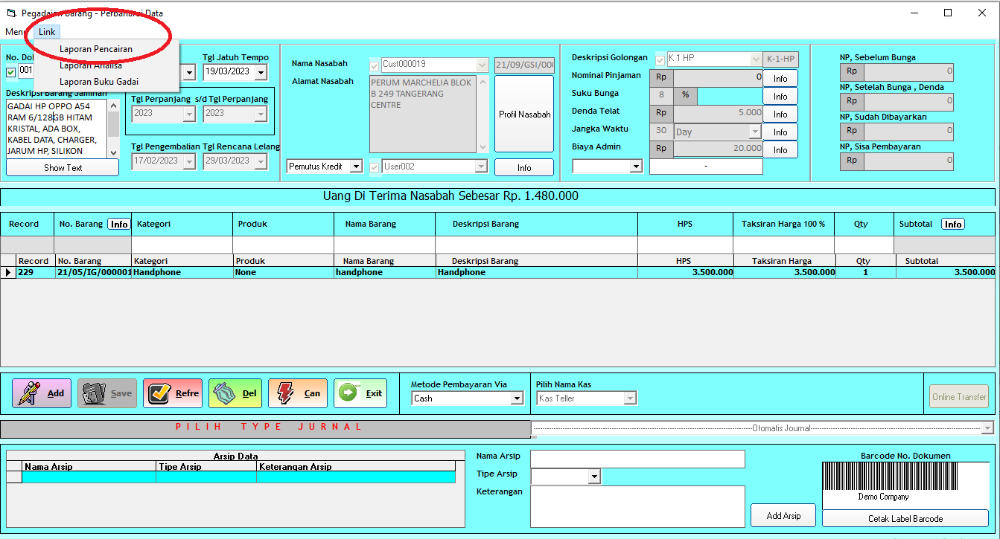 Pegadaian Barang - Perbaharui Data
Menu Link
Laporan Pencairan
Laporan Analisa
Laporan Buku Gadai
No.
001
Tgl Jatuh Tempo
19/03/2023
Deskripsi Barang Jaminan
GADAI HP OPPO A54
RAM 6/128GB HITAM
KRISTAL, ADA BOX,
KABEL DATA, CHARGER,
JARUM HP, SILIKON
Show Text
Tgl Perpanjang s/d Tgl Perpanjang
2023 2023
Tgl Pengembalian Tgl Rencana Lelang
17/02/2023 29/03/2023
Nama Nasabah Cust000019 21/09/GSI/00
Alamat Nasabah
PERUM MARCHELIA BLOK
B 249 TANGERANG
CENTRE
Profil Nasabah
Pemutus Kredit User002 Info
Deskripsi Golongan K 1 HP K-1-HP
Nominal Pinjaman Rp 0 Info
Suku Bunga 8 % Info
Denda Telat Rp 5.000 Info
Jangka Waktu 30 Day Info
Biaya Admin Rp 20.000 Info
-
NP, Sebelum Bunga
Rp 0
NP, Setelah Bunga , Denda
Rp 0
NP, Sudah Dibayarkan
Rp 0
NP, Sisa Pembayaran
Rp 0
Uang Di Terima Nasabah Sebesar Rp. 1.480.000
Record No. Barang Info Kategori Produk Nama Barang Deskripsi Barang HPS Taksiran Harga 100 % Qty Subtotal Info
Record No. Barang Kategori Produk Nama Barang Deskripsi Barang HPS Taksiran Harga Qty Subtotal
229 21/05/IG/000001 Handphone None handphone Handphone 3.500.000 3.500.000 1 3.500.000
Add Save Refre Del Can Exit
Metode Pembayaran Via
Cash
Pilih Nama Kas
Kas Teller
Online Transfer
PILIH TYPE JURNAL
Otomatis Journal
Arsip Data
Nama Arsip Tipe Arsip Keterangan Arsip
Nama Arsip
Tipe Arsip
Keterangan
Add Arsip
Barcode No. Dokumen
Demo Company
Cetak Label Barcode